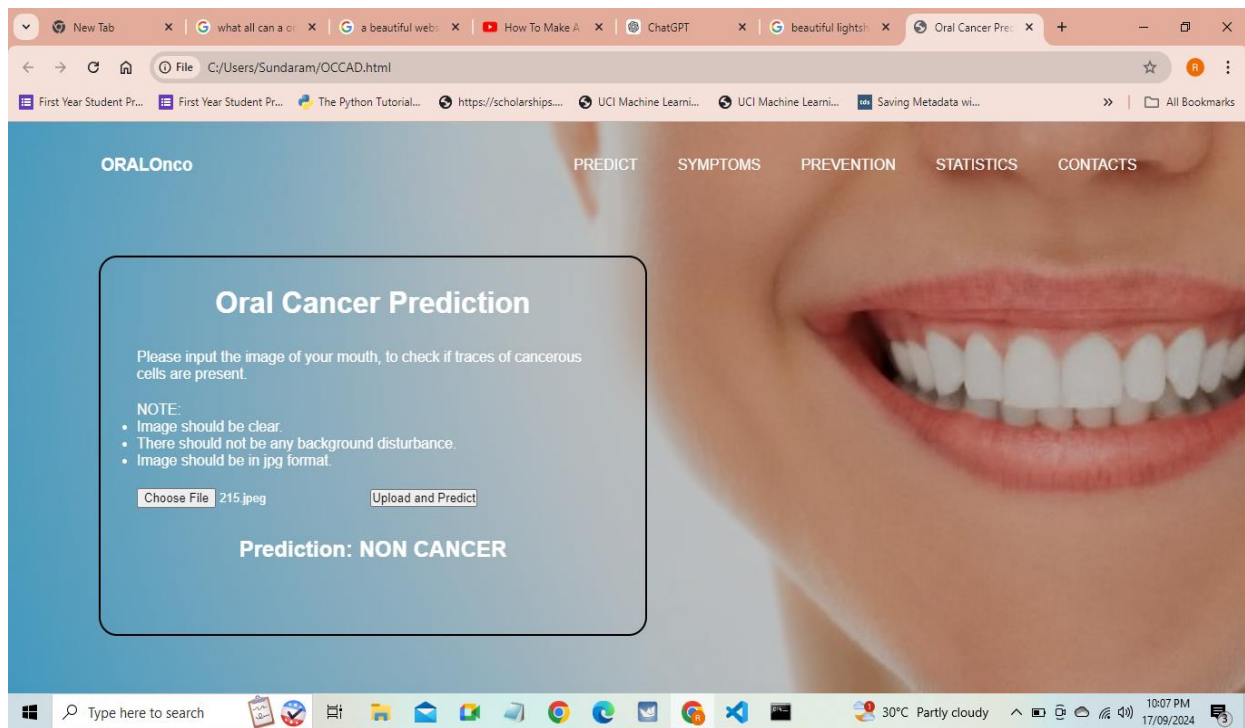 New Tab
what all can a or
a beautiful webs
How To Make A
ChatGPT
beautiful lightsh
Oral Cancer Prec
File C:/Users/Sundaram/OCCAD.html
R
First Year Student Pr...
First Year Student Pr...
The Python Tutorial...
https://scholarships....
UCI Machine Learni...
UCI Machine Learni...
tds Saving Metadata wi...
All Bookmarks
ORALOnco
PREDICT
SYMPTOMS
PREVENTION
STATISTICS
CONTACTS
Oral Cancer Prediction
Please input the image of your mouth, to check if traces of cancerous
cells are present.
NOTE:
• Image should be clear.
• There should not be any background disturbance.
• Image should be in jpg format.
Choose File 215.jpeg
Upload and Predict
Prediction: NON CANCER
Type here to search
30°C Partly cloudy
10:07 PM
17/09/2024
3